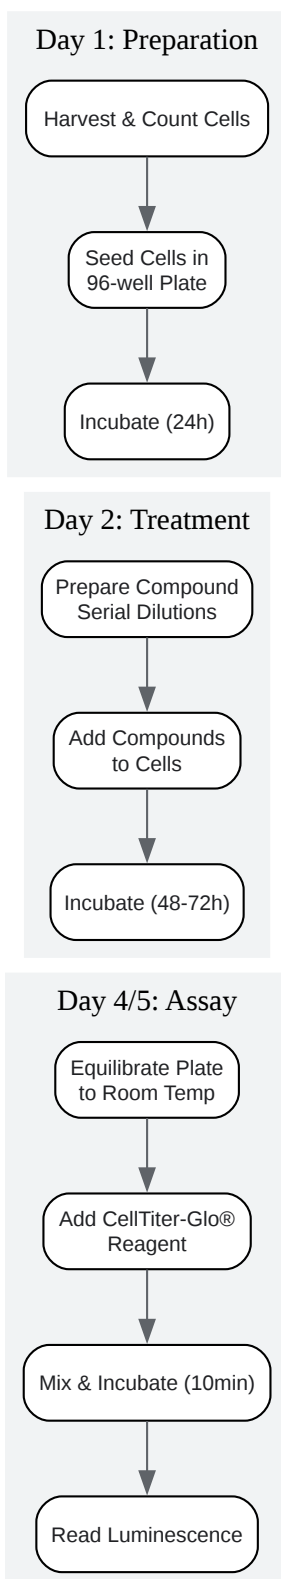 Day 1: Preparation
Harvest & Count Cells
Seed Cells in
96-well Plate
Incubate (24h)
Day 2: Treatment
Prepare Compound
Serial Dilutions
Add Compounds
to Cells
Incubate (48-72h)
Day 4/5: Assay
Equilibrate Plate
to Room Temp
Add CellTiter-Glo®
Reagent
Mix & Incubate (10min)
Read Luminescence